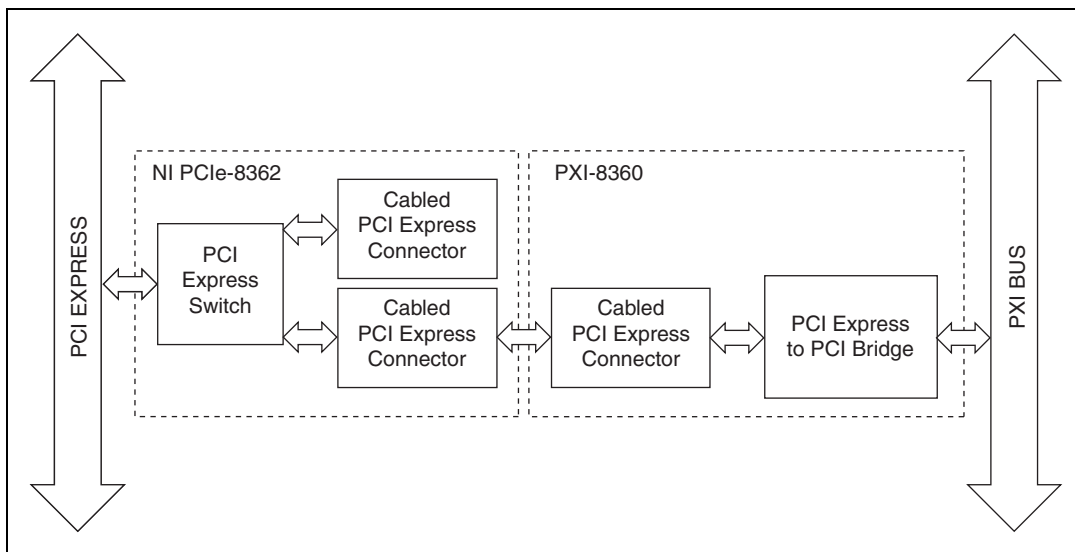 PCI EXPRESS
NI PCIe-8362
PCI
Express
Switch
Cabled
PCI Express
Connector
Cabled
PCI Express
Connector
PXI-8360
Cabled
PCI Express
Connector
PCI Express
to PCI Bridge
PXI BUS